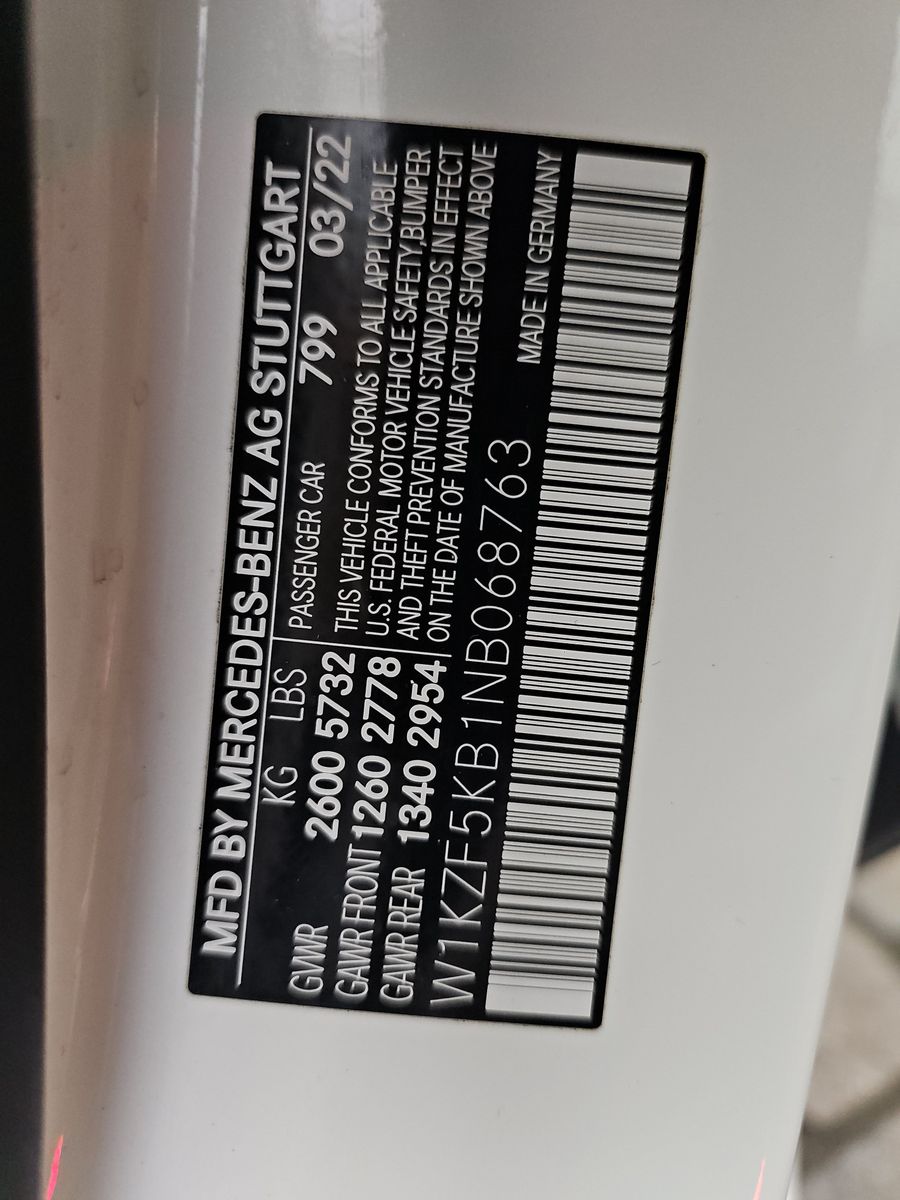 MFD BY MERCEDES-BENZ AG STUTTGART
KG LBS PASSENGER CAR 799 03/22
GVWR 2600 5732
GAWR FRONT 1260 2778
GAWR REAR 1340 2954
THIS VEHICLE CONFORMS TO ALL APPLICABLE
U.S. FEDERAL MOTOR VEHICLE SAFETY,BUMPER
AND THEFT PREVENTION STANDARDS IN EFFECT
ON THE DATE OF MANUFACTURE SHOWN ABOVE
W1KZF5KB1NB068763 MADE IN GERMANY